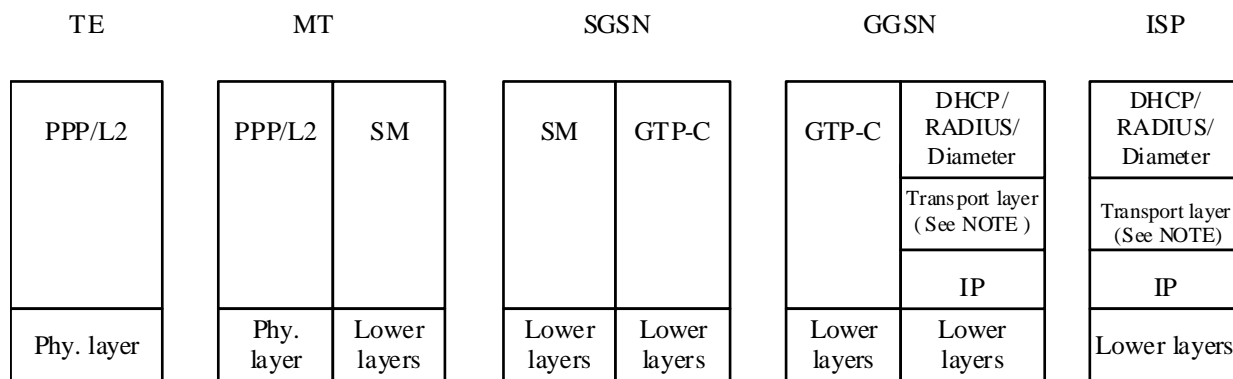 TE MT SGSN GGSN ISP
PPP/L2
PPP/L2
SM
SM
GTP-C
GTP-C
DHCP/
RADIUS/
Diameter
DHCP/
RADIUS/
Diameter
Transport layer
( See NOTE )
Transport layer
(See NOTE)
IP
IP
Phy. layer
Phy.
layer
Lower
layers
Lower
layers
Lower
layers
Lower
layers
Lower
layers
Lower layers